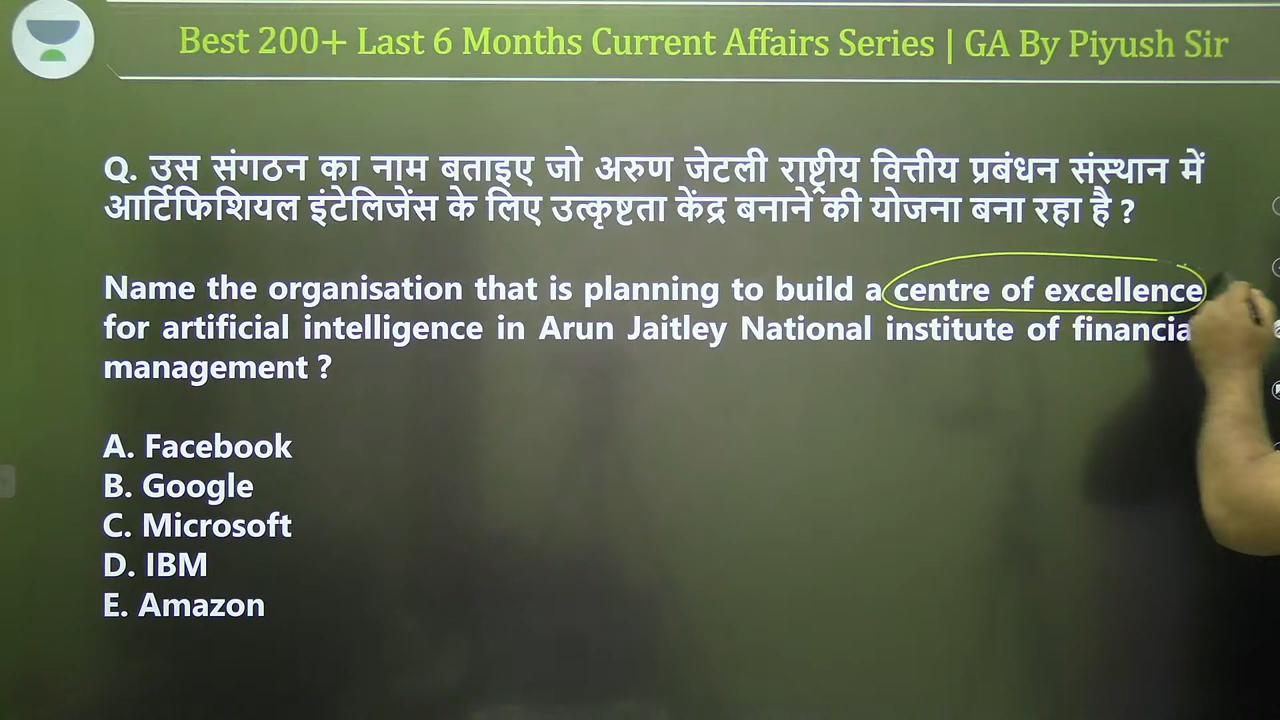 Best 200+ Last 6 Months Current Affairs Series | GA By Piyush Sir
Q. उस संगठन का नाम बताइए जो अरुण जेटली राष्ट्रीय वित्तीय प्रबंधन संस्थान में
आर्टिफिशियल इंटेलिजेंस के लिए उत्कृष्टता केंद्र बनाने की योजना बना रहा है ?
Name the organisation that is planning to build a centre of excellence
for artificial intelligence in Arun Jaitley National institute of financia
management ?
A. Facebook
B. Google
C. Microsoft
D. IBM
E. Amazon